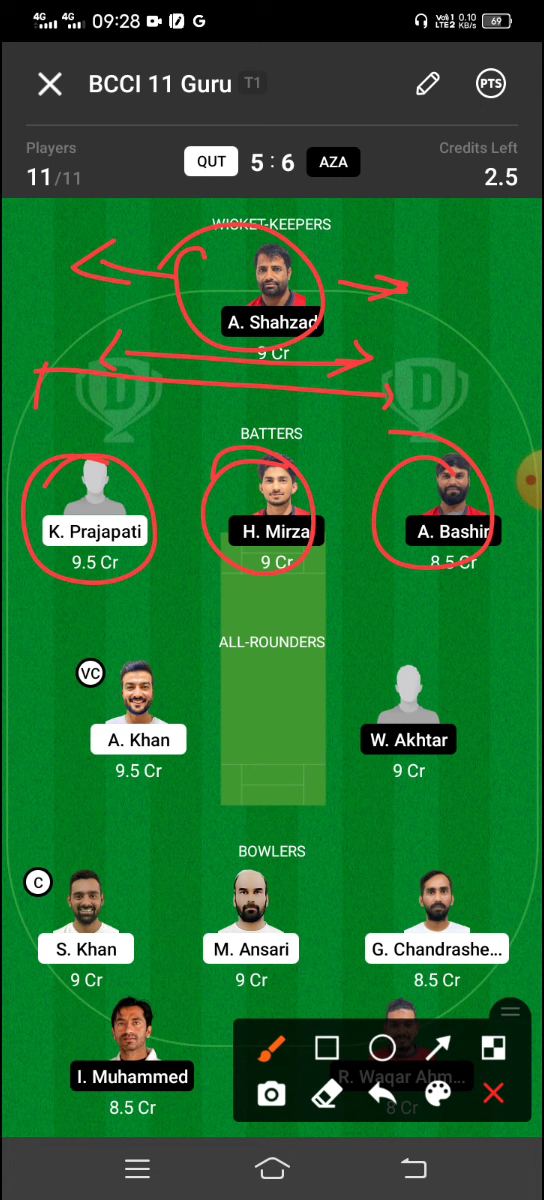 4G 4G 09:28 G Vo)) 1 LTE2 0.10 KB/s 69
BCCI 11 Guru T1 PTS
Players Credits Left
11/11 QUT 5 : 6 AZA 2.5
WICKET-KEEPERS
A. Shahzad
9 Cr
D D
BATTERS
K. Prajapati H. Mirza A. Bashir
9.5 Cr 9 Cr 8.5 Cr
ALL-ROUNDERS
VC
A. Khan W. Akhtar
9.5 Cr 9 Cr
BOWLERS
C
S. Khan M. Ansari G. Chandrashe...
9 Cr 9 Cr 8.5 Cr
I. Muhammed R. Waqar Ahm...
8.5 Cr 8 Cr